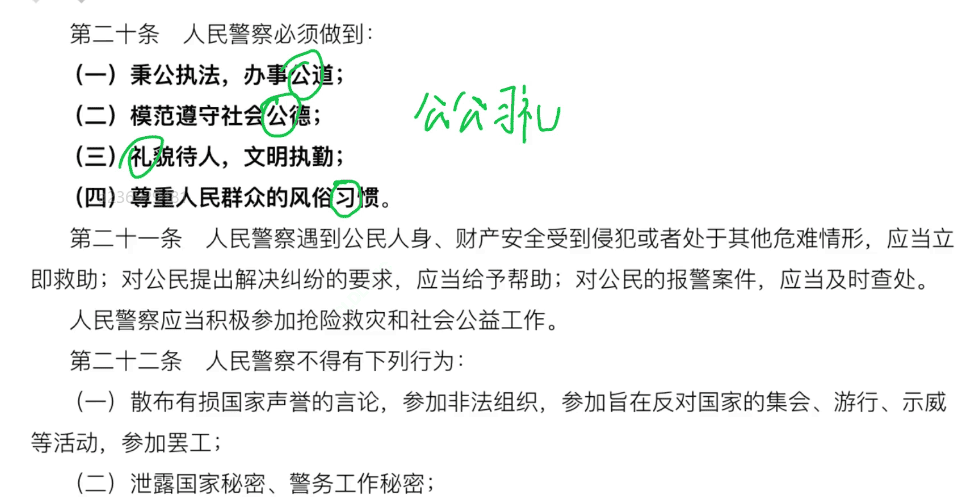 第二十条 人民警察必须做到：
（一）秉公执法，办事公道；
（二）模范遵守社会公德；
公公习礼
（三）礼貌待人，文明执勤；
（四）尊重人民群众的风俗习惯。
第二十一条 人民警察遇到公民人身、财产安全受到侵犯或者处于其他危难情形，应当立
即救助；对公民提出解决纠纷的要求，应当给予帮助；对公民的报警案件，应当及时查处。
人民警察应当积极参加抢险救灾和社会公益工作。
第二十二条 人民警察不得有下列行为：
（一）散布有损国家声誉的言论，参加非法组织，参加旨在反对国家的集会、游行、示威
等活动，参加罢工；
（二）泄露国家秘密、警务工作秘密；